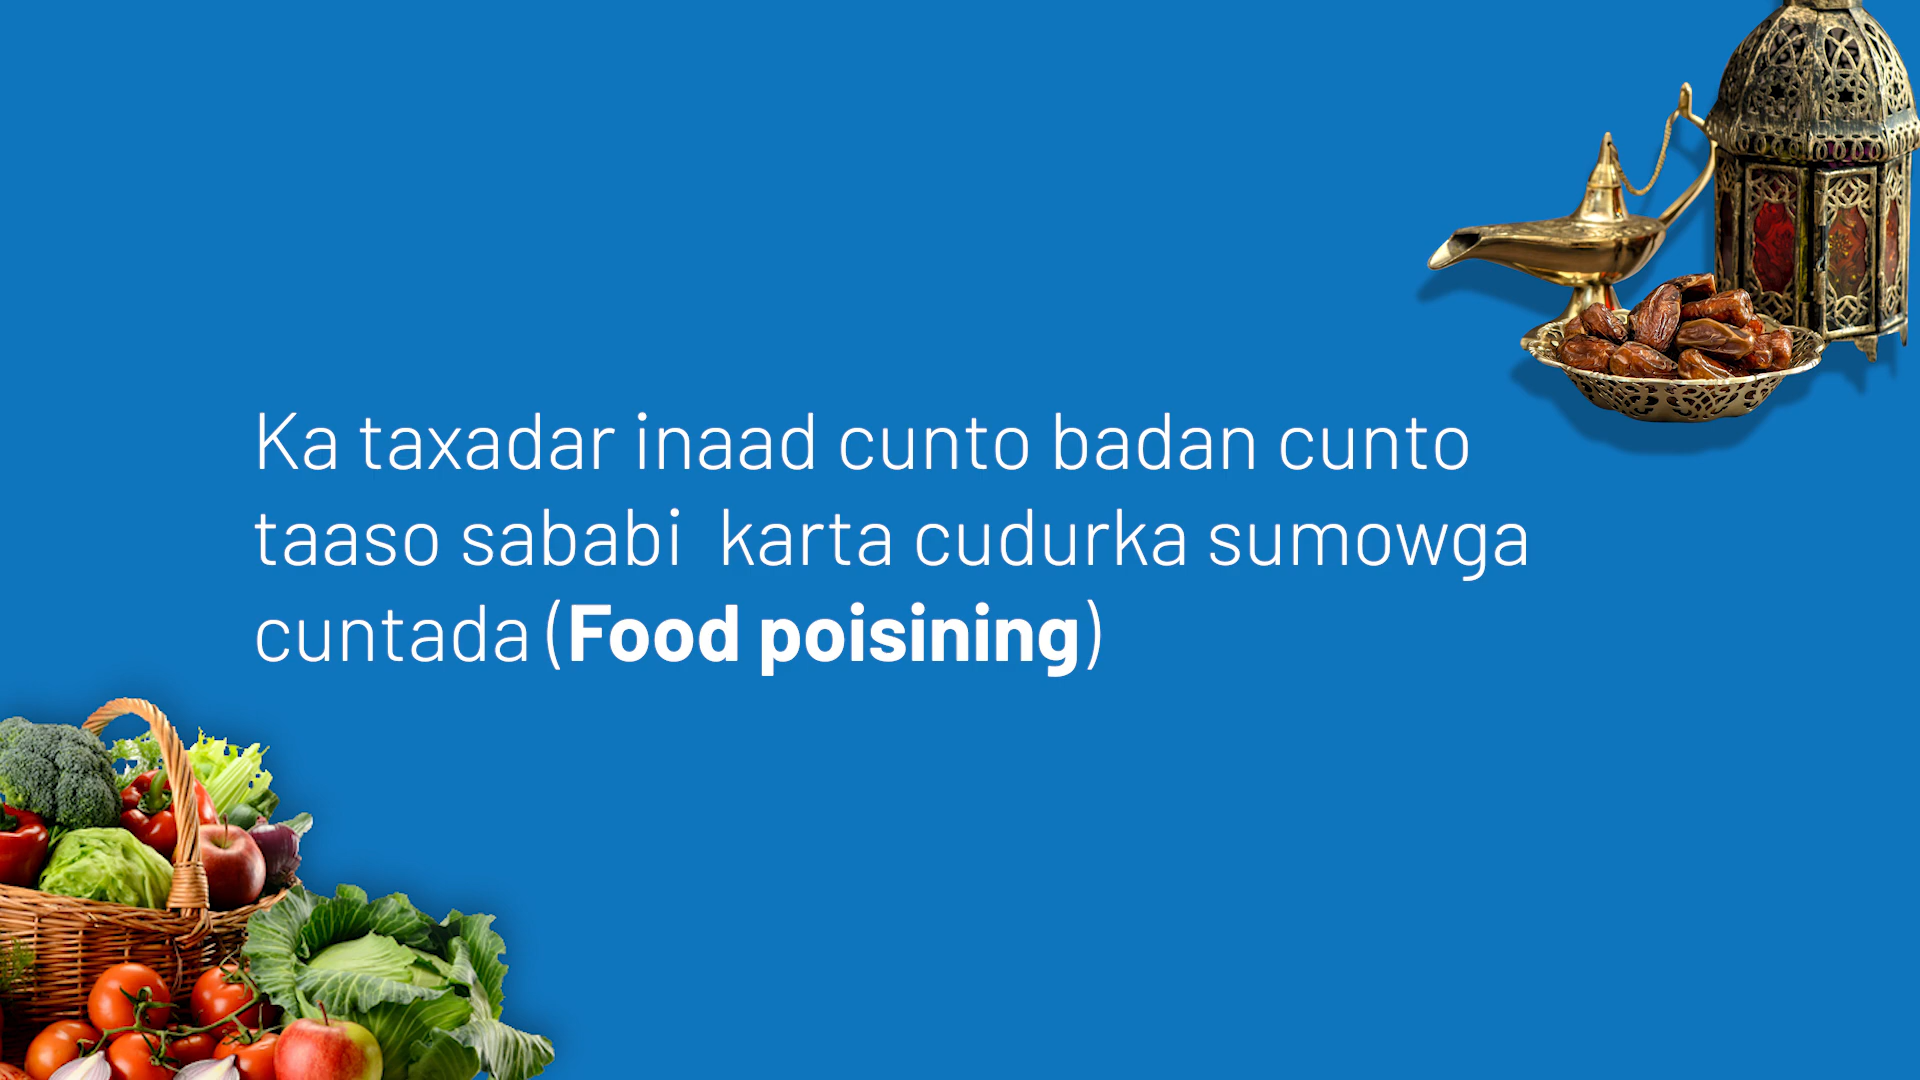 Ka taxadar inaad cunto badan cunto
taaso sababi  karta cudurka sumowga
cuntada (Food poisining)